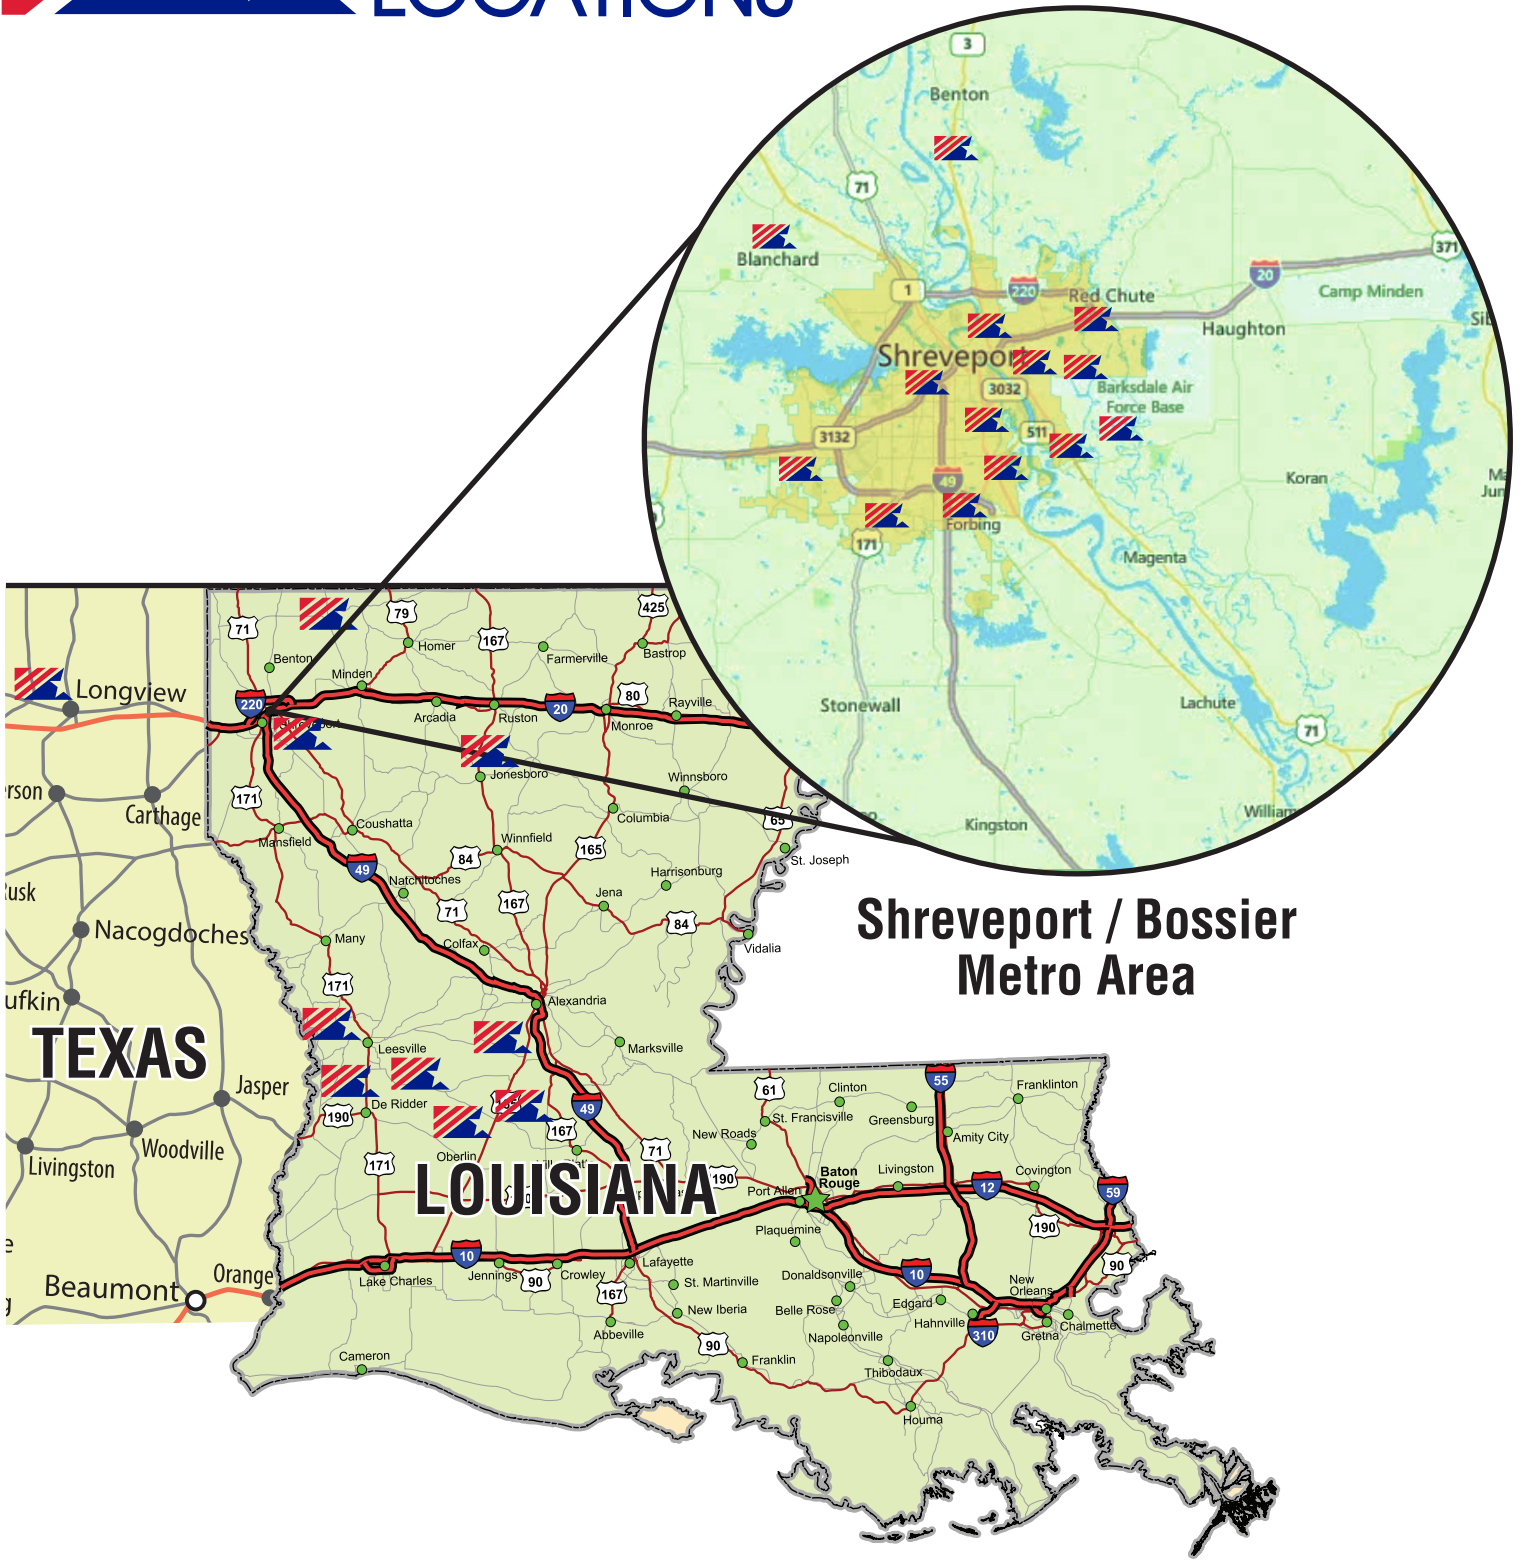 LOCATIONS
3
Benton
71
Blanchard
371
20
1
220
Red Chute
Camp Minden
Haughton
Shreveport
3032
Barksdale Air
Force Base
3132
511
49
Koran
Forbing
171
Magenta
Stonewall
Lachute
71
Kingston
Shreveport / Bossier
Metro Area
71
79
167
425
Homer
Farmerville
Bastrop
Benton
Minden
Longview
220
20
80
Arcadia
Ruston
Monroe
Rayville
Jonesboro
Winnsboro
Carthage
171
Coushatta
Columbia
65
Mansfield
Winnfield
84
165
St. Joseph
49
Natchitoches
Harrisonburg
71
167
Jena
84
Nacogdoches
Many
Colfax
Vidalia
171
Alexandria
TEXAS
Leesville
Marksville
Jasper
55
61
Clinton
Franklinton
190
De Ridder
49
St. Francisville
Greensburg
167
New Roads
Amity City
Woodville
71
Livingston
171
Oberlin
190
Baton
Rouge
Livingston
Covington
LOUISIANA
Port Allen
12
59
Plaquemine
190
10
Lafayette
90
Beaumont
Orange
Lake Charles
Jennings
90
Crowley
St. Martinville
Donaldsonville
10
New
Orleans
167
New Iberia
Belle Rose
Edgard
Hahnville
Chalmette
Abbeville
Napoleonville
310
Gretna
90
Cameron
Franklin
Thibodaux
Houma